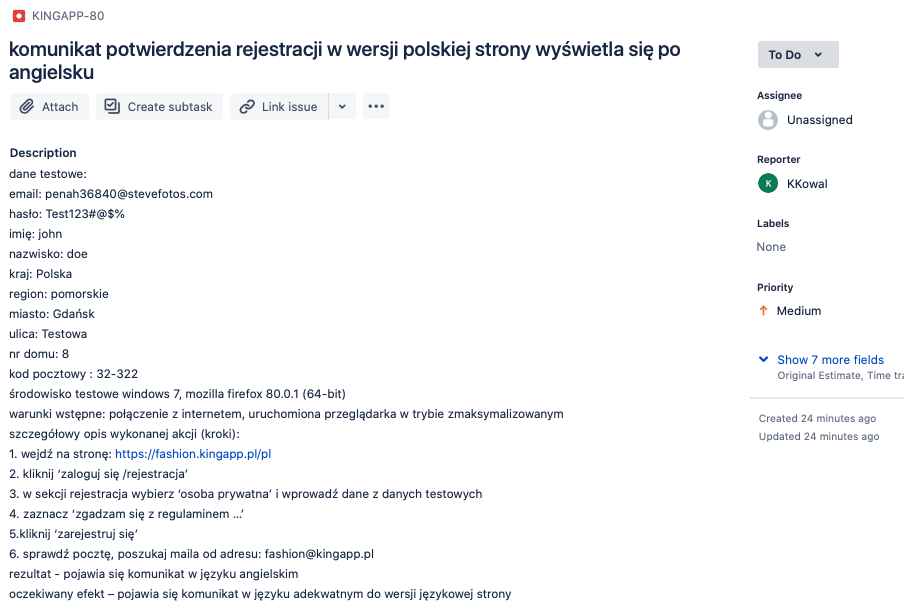 KINGAPP-80
komunikat potwierdzenia rejestracji w wersji polskiej strony wyświetla się po
angielsku
Attach
Create subtask
Link issue
Description
dane testowe:
email: penah36840@stevefotos.com
hasło: Test123#@$%
imię: john
nazwisko: doe
kraj: Polska
region: pomorskie
miasto: Gdańsk
ulica: Testowa
nr domu: 8
kod pocztowy : 32-322
środowisko testowe windows 7, mozilla firefox 80.0.1 (64-bit)
warunki wstępne: połączenie z internetem, uruchomiona przeglądarka w trybie zmaksymalizowanym
szczegółowy opis wykonanej akcji (kroki):
1. wejdź na stronę: https://fashion.kingapp.pl/pl
2. kliknij ‘zaloguj się /rejestracja’
3. w sekcji rejestracja wybierz ‘osoba prywatna’ i wprowadź dane z danych testowych
4. zaznacz ‘zgadzam się z regulaminem ...’
5.kliknij ‘zarejestruj się’
6. sprawdź pocztę, poszukaj maila od adresu: fashion@kingapp.pl
rezultat - pojawia się komunikat w języku angielskim
oczekiwany efekt – pojawia się komunikat w języku adekwatnym do wersji językowej strony
To Do
Assignee
Unassigned
Reporter
K
KKowal
Labels
None
Priority
Medium
Show 7 more fields
Original Estimate, Time tra
Created 24 minutes ago
Updated 24 minutes ago